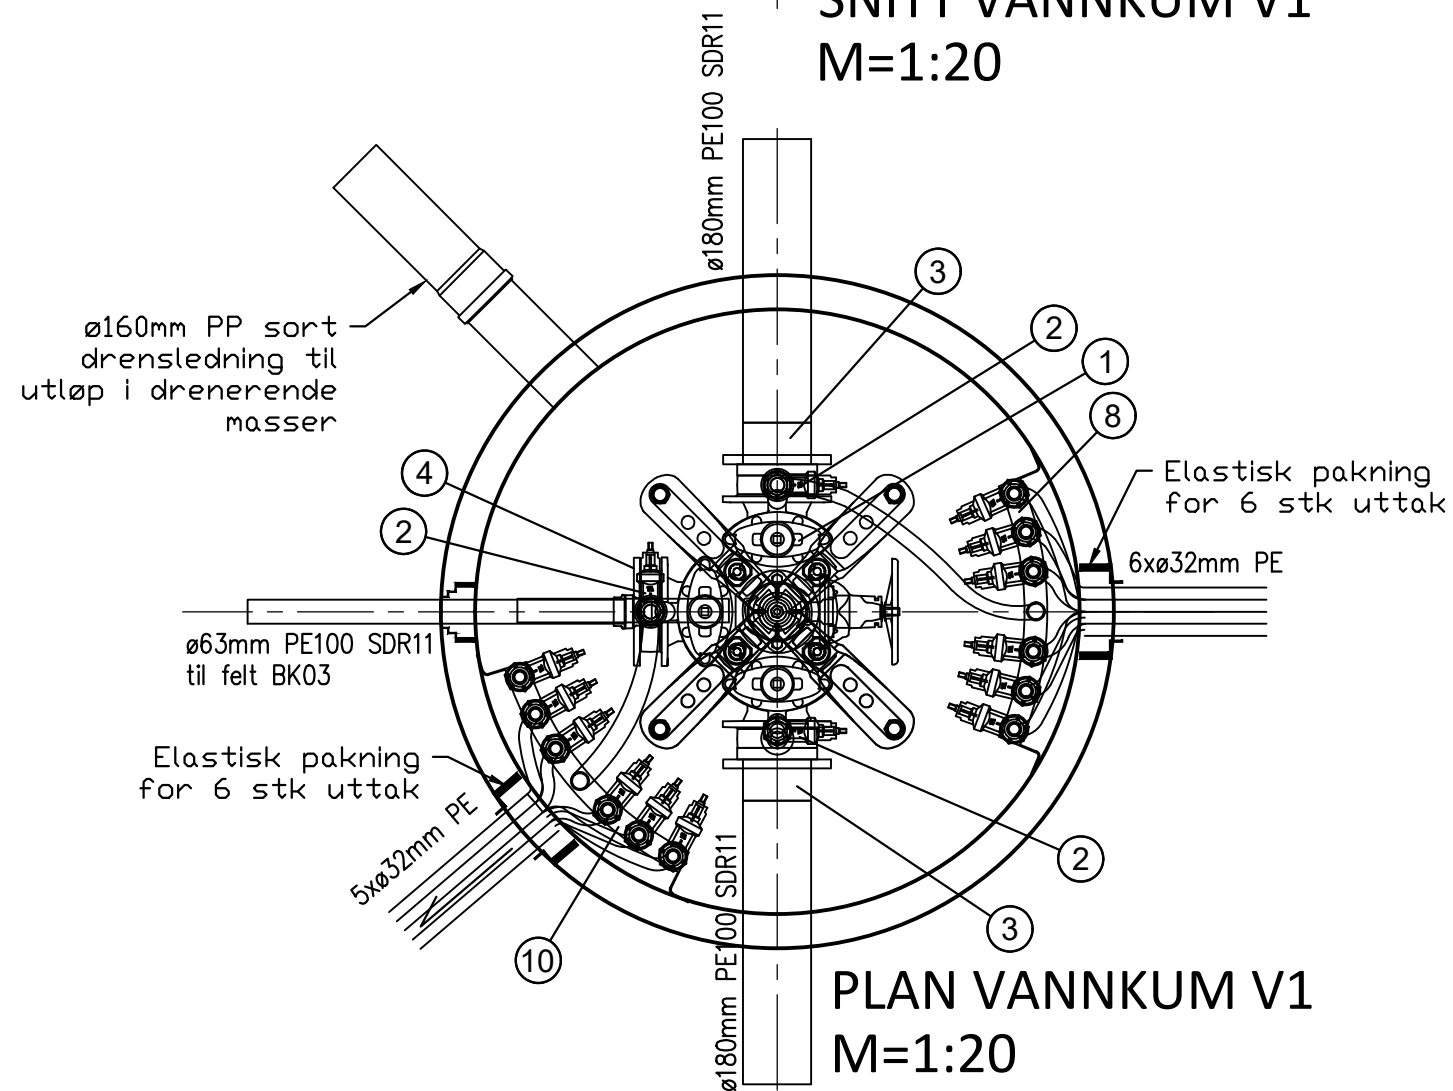 SNITT VANNKUM V1
M=1:20
ø180mm PE100 SDR11
3
2
1
8
ø160mm PP sort
drensledning til
utløp i drenerende
masser
4
2
Elastisk pakning
for 6 stk uttak
6xø32mm PE
ø63mm PE100 SDR11
til felt BK03
Elastisk pakning
for 6 stk uttak
5xø32mm PE
10
2
3
ø180mm PE100 SDR11
PLAN VANNKUM V1
M=1:20